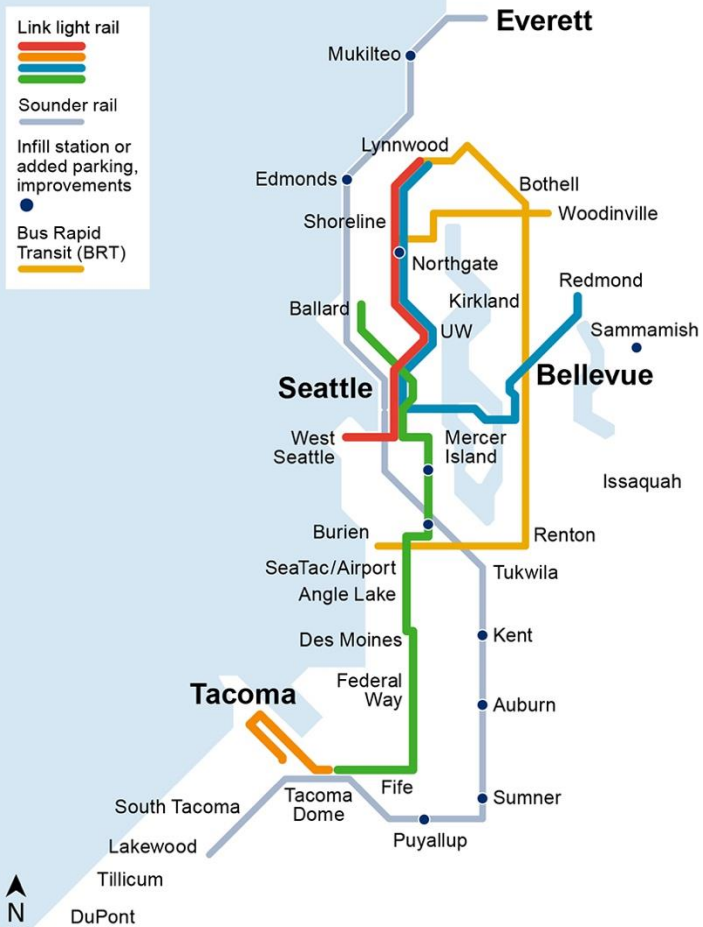 Link light rail
Sounder rail
Infill station or
added parking,
improvements
Bus Rapid
Transit (BRT)
Everett
Mukilteo
Lynnwood
Edmonds
Bothell
Shoreline
Woodinville
Northgate
Redmond
Ballard
Kirkland
UW
Sammamish
Seattle
Bellevue
West
Seattle
Mercer
Island
Issaquah
Burien
Renton
SeaTac/Airport
Tukwila
Angle Lake
Des Moines
Kent
Federal
Way
Tacoma
Auburn
Fife
Sumner
South Tacoma
Tacoma
Dome
Puyallup
Lakewood
Tillicum
N
DuPont